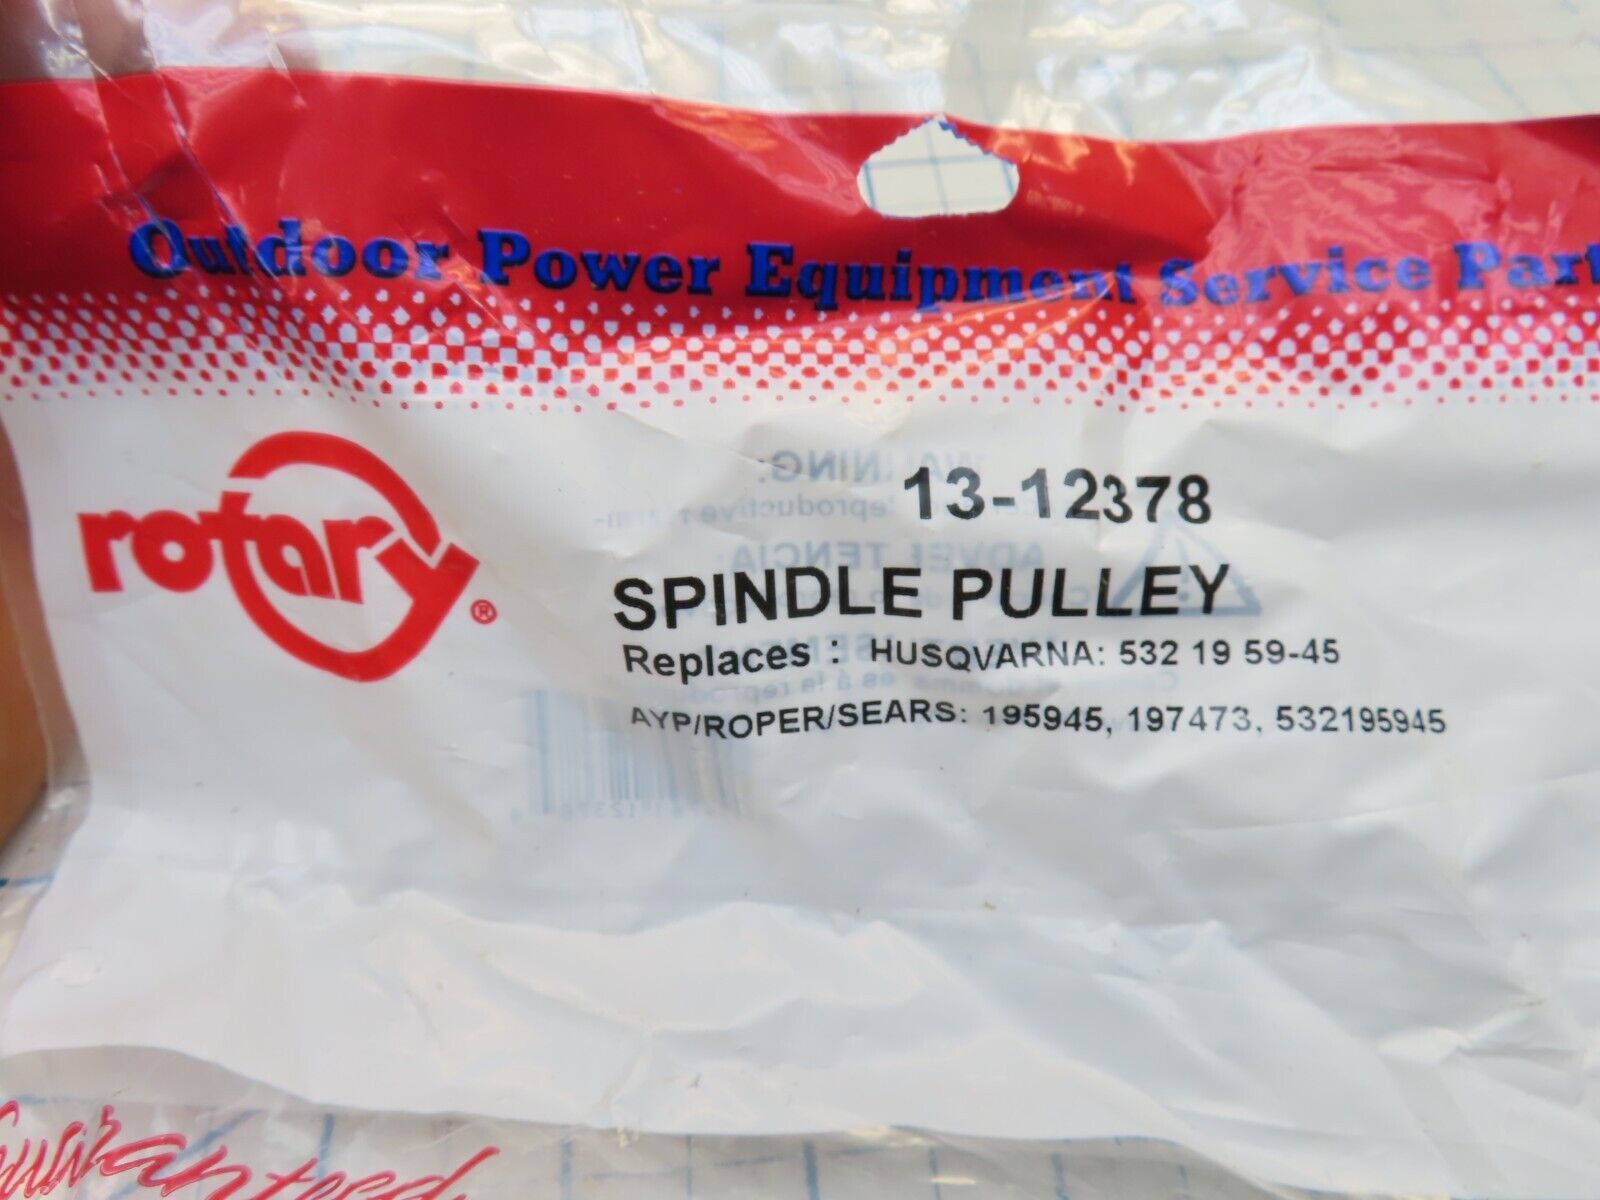 Outdoor Power Equipment Service Part
rotary®
13-12378
SPINDLE PULLEY
Replaces : HUSQVARNA: 532 19 59-45
AYP/ROPER/SEARS: 195945, 197473, 532195945
Guaranteed